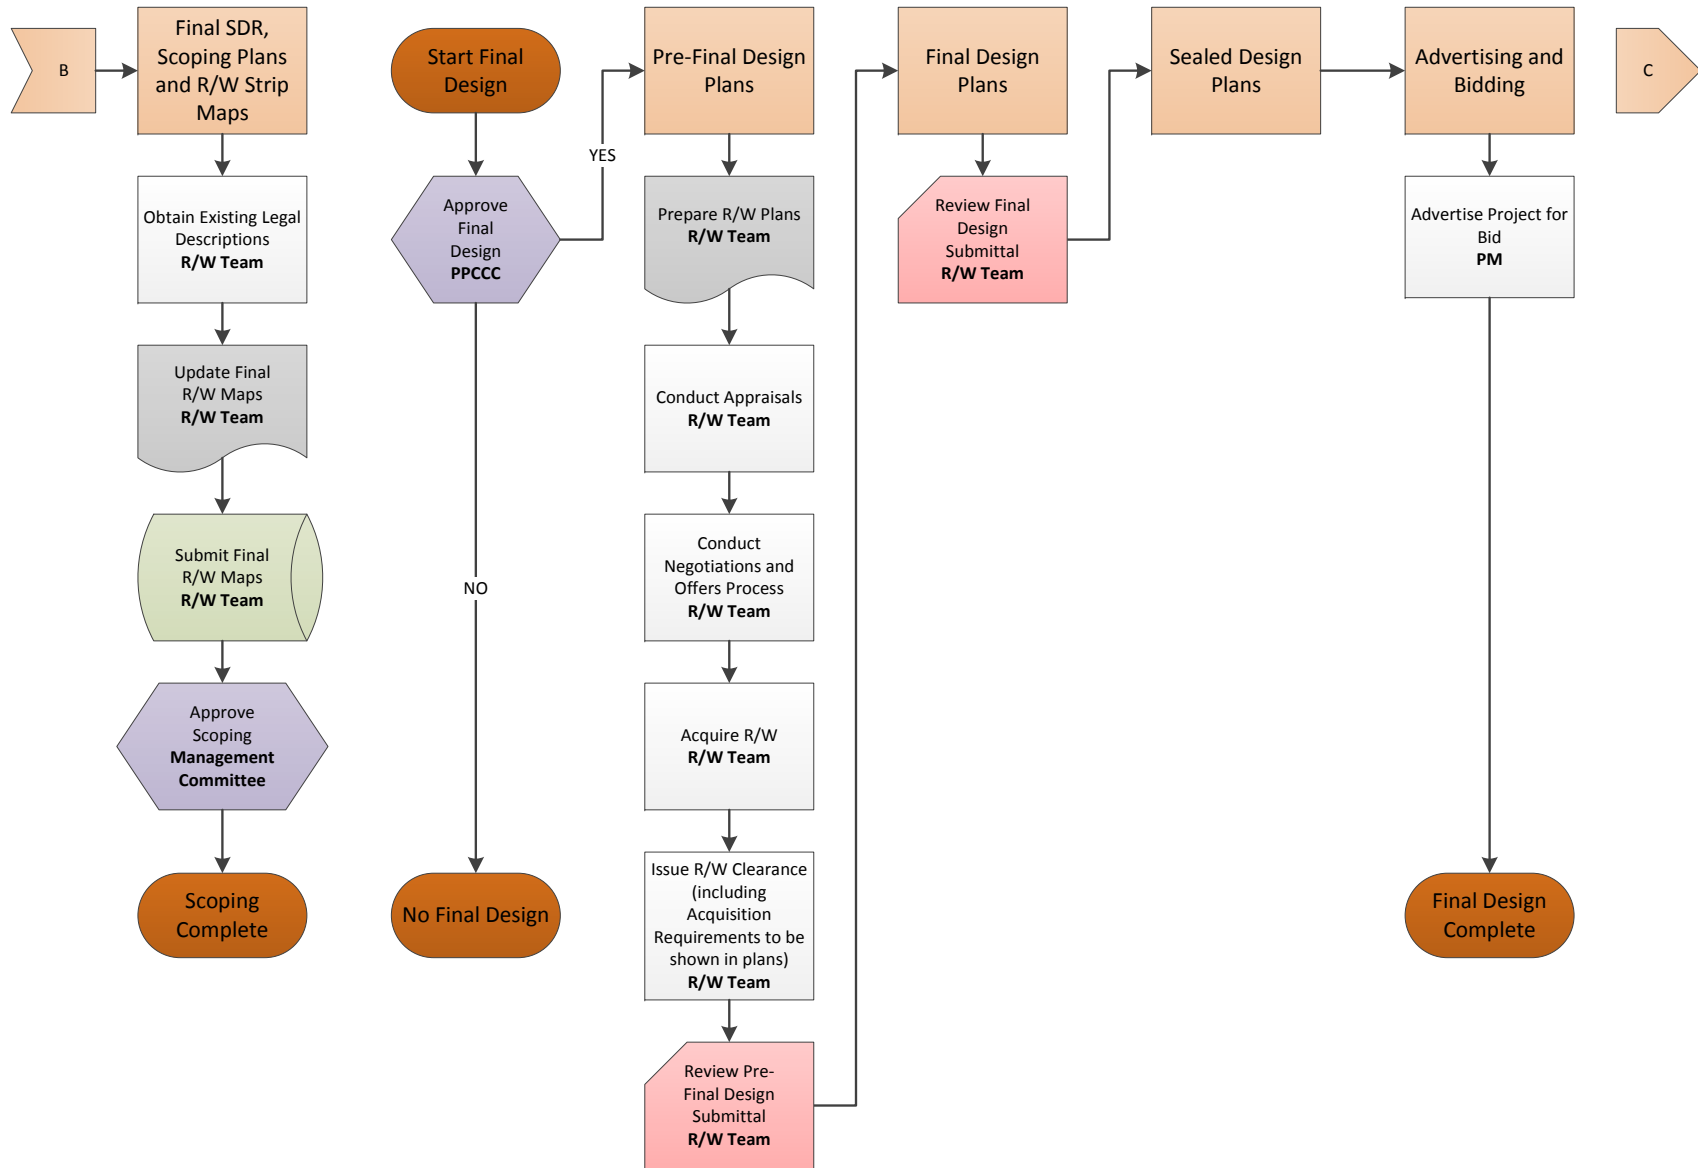 B
Final SDR,
Scoping Plans
and R/W Strip
Maps
Obtain Existing Legal
Descriptions
R/W Team
Update Final
R/W Maps
R/W Team
Submit Final
R/W Maps
R/W Team
Approve
Scoping
Management
Committee
Scoping
Complete
Start Final
Design
Approve
Final
Design
PPCCC
YES
NO
No Final Design
Pre-Final Design
Plans
Prepare R/W Plans
R/W Team
Conduct Appraisals
R/W Team
Conduct
Negotiations and
Offers Process
R/W Team
Acquire R/W
R/W Team
Issue R/W Clearance
(including
Acquisition
Requirements to be
shown in plans)
R/W Team
Review Pre-
Final Design
Submittal
R/W Team
Final Design
Plans
Review Final
Design
Submittal
R/W Team
Sealed Design
Plans
Advertising and
Bidding
Advertise Project for
Bid
PM
Final Design
Complete
C